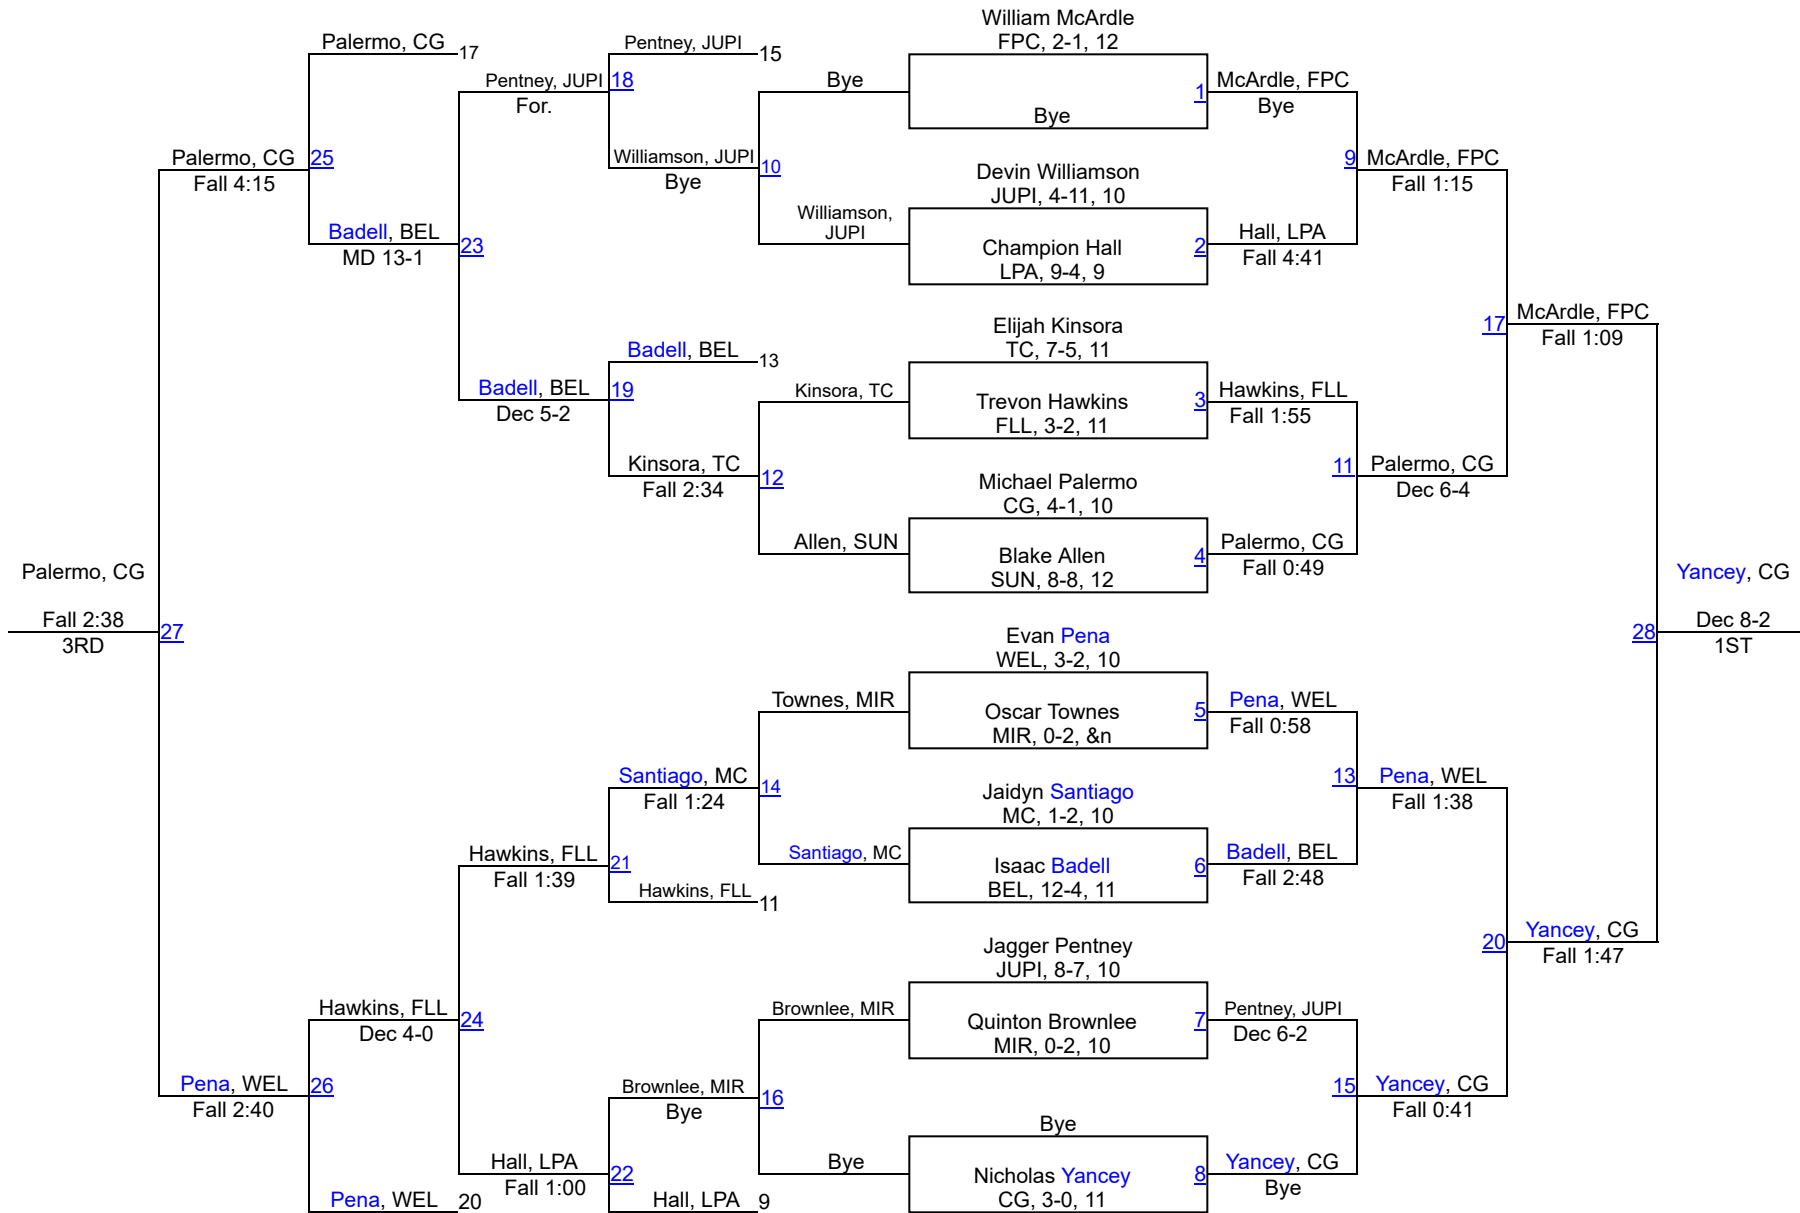 William McArdle
FPC, 2-1, 12
Bye
1
Devin Williamson
JUPI, 4-11, 10
Champion Hall
LPA, 9-4, 9
2
Elijah Kinsora
TC, 7-5, 11
Trevon Hawkins
FLL, 3-2, 11
3
Michael Palermo
CG, 4-1, 10
Blake Allen
SUN, 8-8, 12
4
Evan Pena
WEL, 3-2, 10
Oscar Townes
MIR, 0-2, &n
5
Jaidyn Santiago
MC, 1-2, 10
Isaac Badell
BEL, 12-4, 11
6
Jagger Pentney
JUPI, 8-7, 10
Quinton Brownlee
MIR, 0-2, 10
7
Bye
Nicholas Yancey
CG, 3-0, 11
8
McArdle, FPC
Bye
Hall, LPA
Fall 4:41
Hawkins, FLL
Fall 1:55
Palermo, CG
Fall 0:49
Pena, WEL
Fall 0:58
Badell, BEL
Fall 2:48
Pentney, JUPI
Dec 6-2
Yancey, CG
Bye
9
McArdle, FPC
Fall 1:15
11
Palermo, CG
Dec 6-4
13
Pena, WEL
Fall 1:38
15
Yancey, CG
Fall 0:41
17
McArdle, FPC
Fall 1:09
20
Yancey, CG
Fall 1:47
28
Yancey, CG
Dec 8-2
1ST
Bye
Williamson,
JUPI
Kinsora, TC
Allen, SUN
Townes, MIR
Santiago, MC
Brownlee, MIR
Bye
Pentney, JUPI
15
10
Williamson, JUPI
Bye
Badell, BEL
13
12
Kinsora, TC
Fall 2:34
14
Santiago, MC
Fall 1:24
Hawkins, FLL
11
16
Brownlee, MIR
Bye
Hall, LPA
9
18
Pentney, JUPI
For.
19
Badell, BEL
Dec 5-2
21
Hawkins, FLL
Fall 1:39
22
Hall, LPA
Fall 1:00
Palermo, CG
17
23
Badell, BEL
MD 13-1
24
Hawkins, FLL
Dec 4-0
Pena, WEL
20
25
Palermo, CG
Fall 4:15
26
Pena, WEL
Fall 2:40
27
Palermo, CG
Fall 2:38
3RD